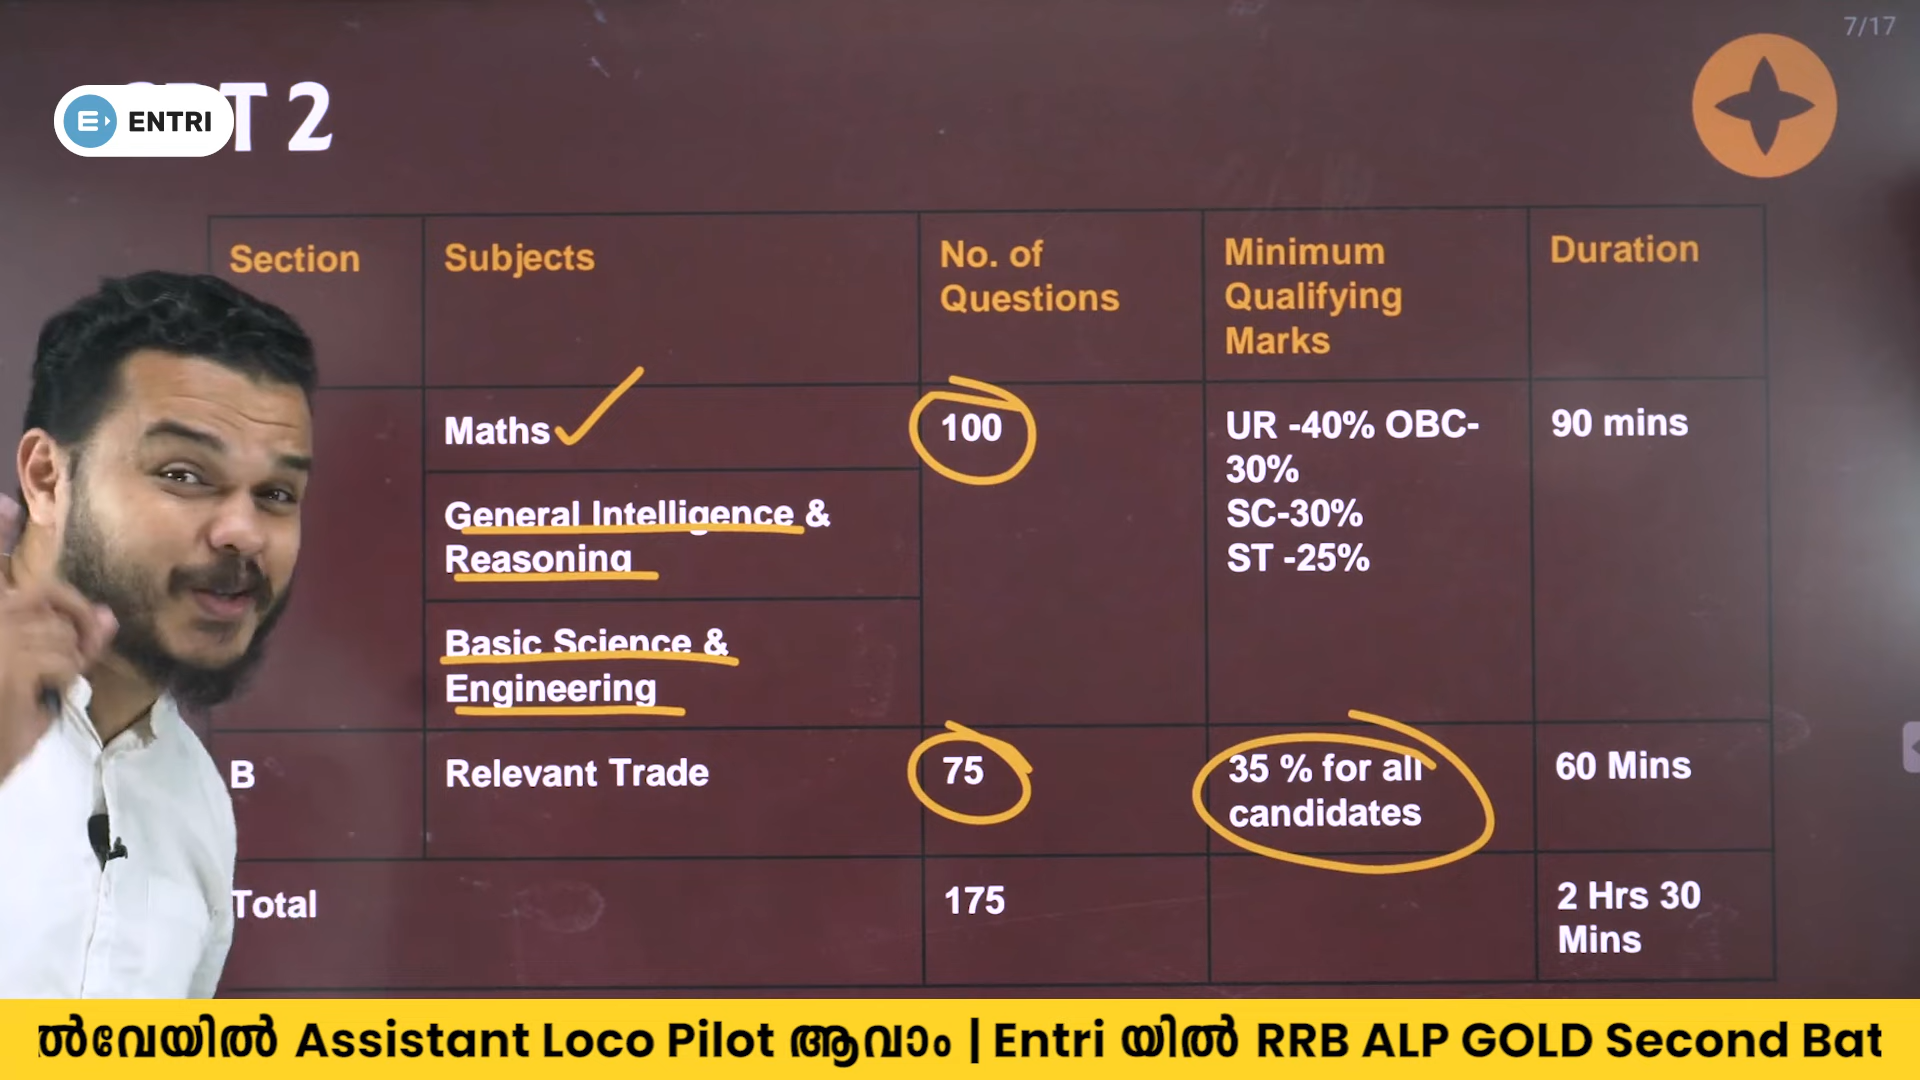 7/17
ENTRI
T 2
Section
Subjects
No. of
Questions
Minimum
Qualifying
Marks
Duration
Maths
100
UR -40% OBC-
30%
SC-30%
ST -25%
90 mins
General Intelligence &
Reasoning
Basic Science &
Engineering
B
Relevant Trade
75
35 % for all
candidates
60 Mins
Total
175
2 Hrs 30
Mins
ൽവേയിൽ Assistant Loco Pilot ആവാം | Entri യിൽ RRB ALP GOLD Second Bat